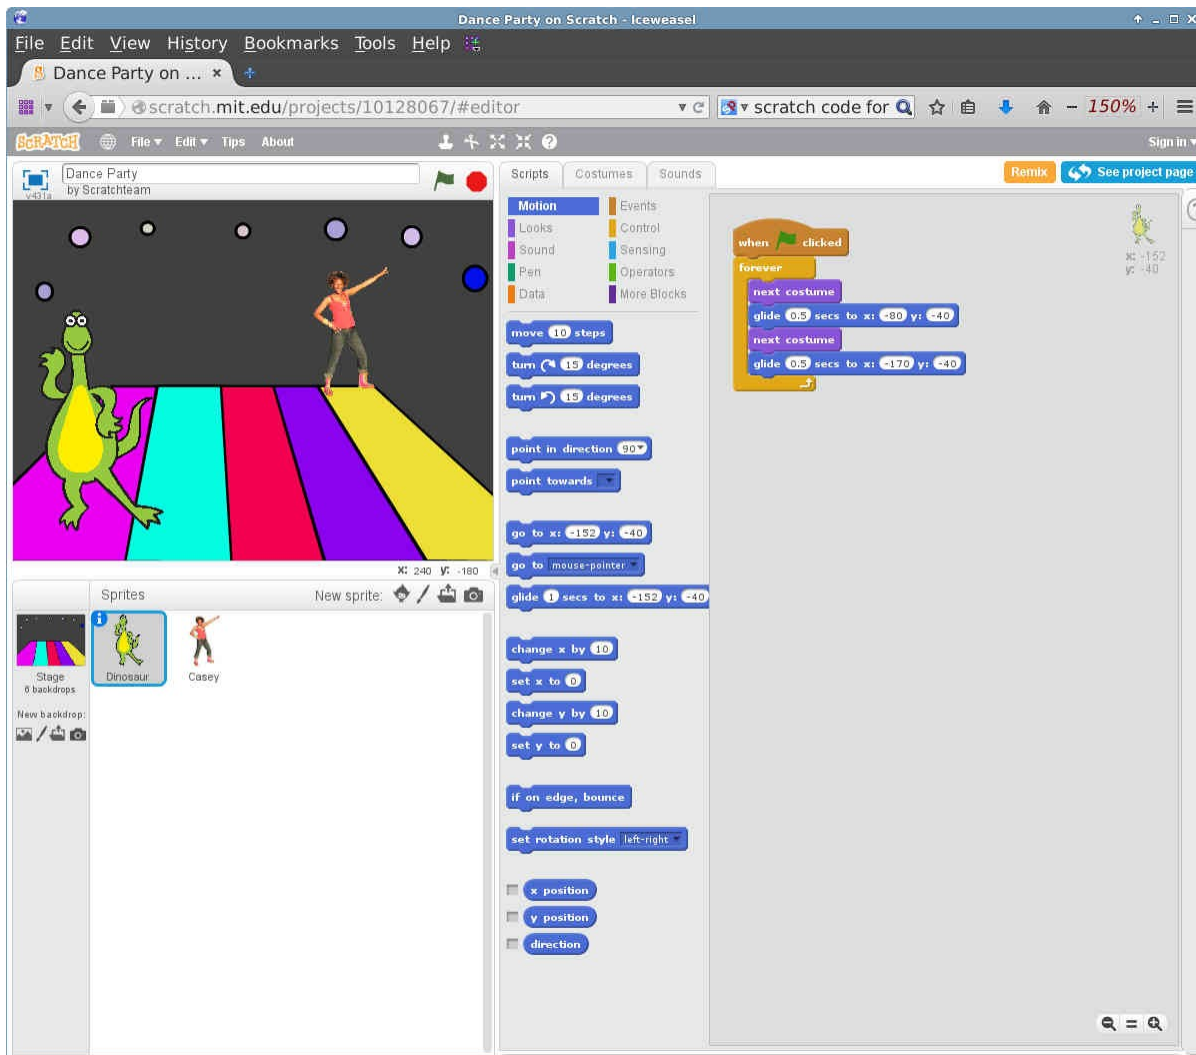 Dance Party on Scratch - Iceweasel
File Edit View History Bookmarks Tools Help
Dance Party on ... × +
scratch.mit.edu/projects/10128067/#editor
scratch code for
− 150% +
SCRATCH File ▾ Edit ▾ Tips About
Sign in ▾
v431a
Dance Party
by Scratchteam
X: 240 Y: -180
Sprites New sprite:
Stage
6 backdrops
New backdrop:
Dinosaur
Casey
Scripts Costumes Sounds
Remix See project page
Motion Events
Looks Control
Sound Sensing
Pen Operators
Data More Blocks
move 10 steps
turn 15 degrees
turn 15 degrees
point in direction 90▾
point towards
go to x: -152 y: -40
go to mouse-pointer
glide 1 secs to x: -152 y: -40
change x by 10
set x to 0
change y by 10
set y to 0
if on edge, bounce
set rotation style left-right
x position
y position
direction
when clicked
forever
next costume
glide 0.5 secs to x: -80 y: -40
next costume
glide 0.5 secs to x: -170 y: -40
x: -152
y: -40